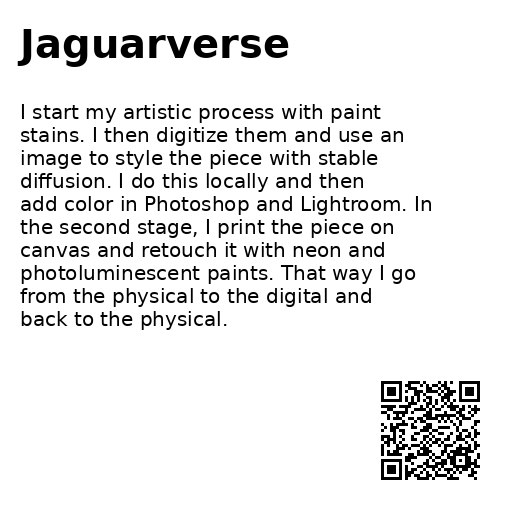 Jaguarverse
I start my artistic process with paint
stains. I then digitize them and use an
image to style the piece with stable
diffusion. I do this locally and then
add color in Photoshop and Lightroom. In
the second stage, I print the piece on
canvas and retouch it with neon and
photoluminescent paints. That way I go
from the physical to the digital and
back to the physical.